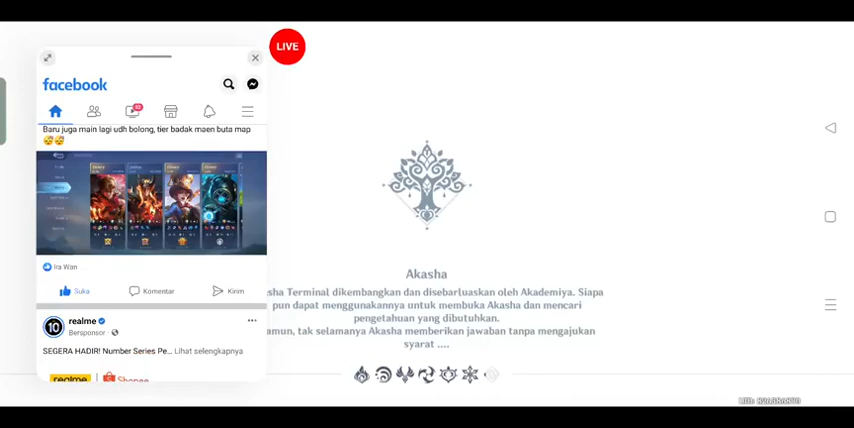 LIVE
facebook
Baru juga main lagi udh bolong, tier badak maen buta map
Ira Wan
Suka
Komentar
Kirim
10
realme
Bersponsor
SEGERA HADIR! Number Series Pe... Lihat selengkapnya
realme
Shopee
Akasha
sha Terminal dikembangkan dan disebarluaskan oleh Akademiya. Siapa
pun dapat menggunakannya untuk membuka Akasha dan mencari
pengetahuan yang dibutuhkan.
amun, tak selamanya Akasha memberikan jawaban tanpa mengajukan
syarat ....